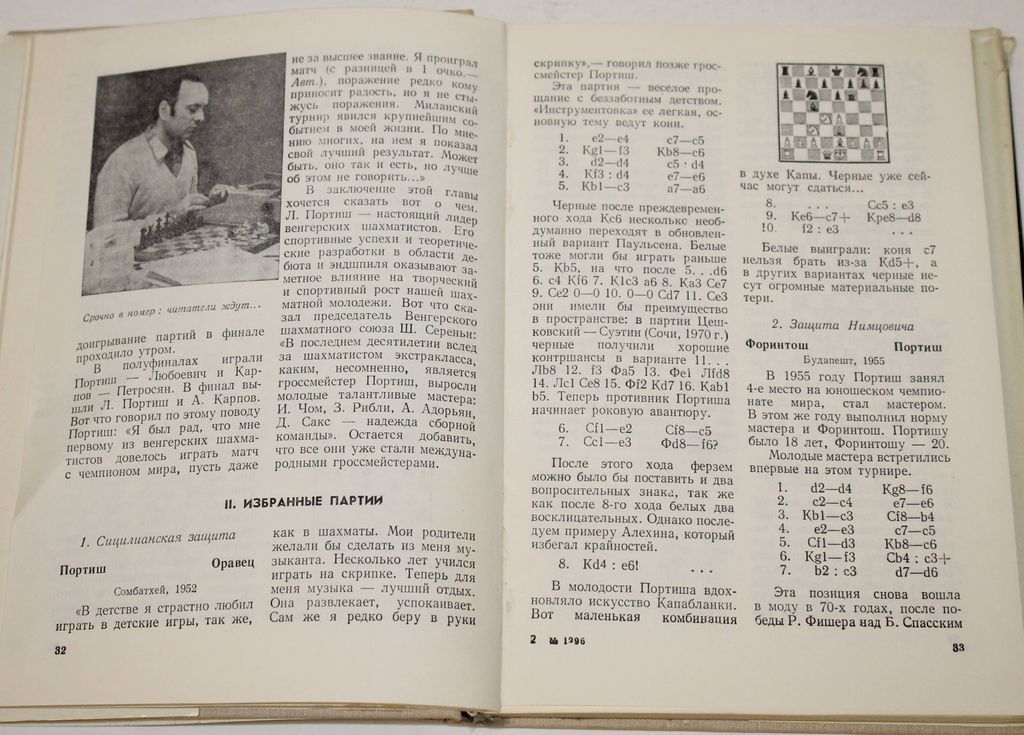 Срочно в номер : читатели ждут...
доигрывание партий в финале
проходило утром.
В полуфиналах играли
Портиш — Любоевич и Кар-
пов — Петросян. В финал вы-
шли Л. Портиш и А. Карпов.
Вот что говорил по этому поводу
Портиш: «Я был рад, что мне
первому из венгерских шахма-
тистов довелось играть матч
с чемпионом мира, пусть даже
не за высшее звание. Я проиграл
матч (с разницей в 1 очко.—
Авт.), поражение редко кому
приносит радость, но я не сты-
жусь поражения. Миланский
турнир явился крупнейшим со-
бытием в моей жизни. По мне-
нию многих, на нем я показал
свой лучший результат. Может
быть, оно так и есть, но лучше
об этом не говорить...»
В заключение этой главы
хочется сказать вот о чем.
Л. Портиш — настоящий лидер
венгерских шахматистов. Его
спортивные успехи и теоретиче-
ские разработки в области де-
бюта и эндшпиля оказывают за-
метное влияние на творческий
и спортивный рост нашей шах-
матной молодежи. Вот что ска-
зал председатель Венгерского
шахматного союза Ш. Сереньи:
«В последнем десятилетии вслед
за шахматистом экстракласса,
каким, несомненно, является
гроссмейстер Портиш, выросли
молодые талантливые мастера:
И. Чом, З. Рибли, А. Адорьян,
Д. Сакс — надежда сборной
команды». Остается добавить,
что все они уже стали междуна-
родными гроссмейстерами.
II. ИЗБРАННЫЕ ПАРТИИ
1. Сицилианская защита
Портиш Оравец
Сомбатхей, 1952
«В детстве я страстно любил
играть в детские игры, так же,
как в шахматы. Мои родители
желали бы сделать из меня му-
зыканта. Несколько лет учился
играть на скрипке. Теперь для
меня музыка — лучший отдых.
Она развлекает, успокаивает.
Сам же я редко беру в руки
32
скрипку»,— говорил позже грос-
смейстер Портиш.
Эта партия — веселое про-
щание с беззаботным детством.
«Инструментовка» ее легкая, ос-
новную тему ведут кони.
1. e2—e4 c7—c5
2. Kg1—f3 Kb8—c6
3. d2—d4 c5 : d4
4. Kf3 : d4 e7—e6
5. Kb1—c3 a7—a6
Черные после преждевремен-
ного хода Кc6 несколько необ-
думанно переходят в обновлен-
ный вариант Паульсена. Белые
тоже могли бы играть раньше
5. Kb5, на что после 5. . .d6
6. c4 Kf6 7. K1c3 a6 8. Ka3 Ce7
9. Ce2 0—0 10. 0—0 Cd7 11. Ce3
они имели бы преимущество
в пространстве: в партии Цеш-
ковский — Суэтин (Сочи, 1970 г.)
черные получили хорошие
контршансы в варианте 11. . .
Лb8 12. f3 Фa5 13. Фe1 Лfd8
14. Лc1 Ce8 15. Фf2 Kd7 16. Kab1
b5. Теперь противник Портиша
начинает роковую авантюру.
6. Cf1—e2 Cf8—c5
7. Cc1—e3 Фd8—f6?
После этого хода ферзем
можно было бы поставить и два
вопросительных знака, так же
как после 8-го хода белых два
восклицательных. Однако после-
дуем примеру Алехина, который
избегал крайностей.
8. Kd4 : e6! . . .
В молодости Портиша вдох-
новляло искусство Капабланки.
Вот маленькая комбинация
в духе Капы. Черные уже сей-
час могут сдаться...
8. . . . Cc5 : e3
9. Ke6—c7+ Kpe8—d8
10. f2 : e3 . . .
Белые выиграли: коня c7
нельзя брать из-за Kd5+, а
в других вариантах черные не-
сут огромные материальные по-
тери.
2. Защита Нимцовича
Форинтош Портиш
Будапешт, 1955
В 1955 году Портиш занял
4-е место на юношеском чемпио-
нате мира, стал мастером.
В этом же году выполнил норму
мастера и Форинтош. Портишу
было 18 лет, Форинтошу — 20.
Молодые мастера встретились
впервые на этом турнире.
1. d2—d4 Kg8—f6
2. c2—c4 e7—e6
3. Kb1—c3 Cf8—b4
4. e2—e3 c7—c5
5. Cf1—d3 Kb8—c6
6. Kg1—f3 Cb4 : c3+
7. b2 : c3 d7—d6
Эта позиция снова вошла
в моду в 70-х годах, после по-
беды Р. Фишера над Б. Спасским
2 № 1296
33